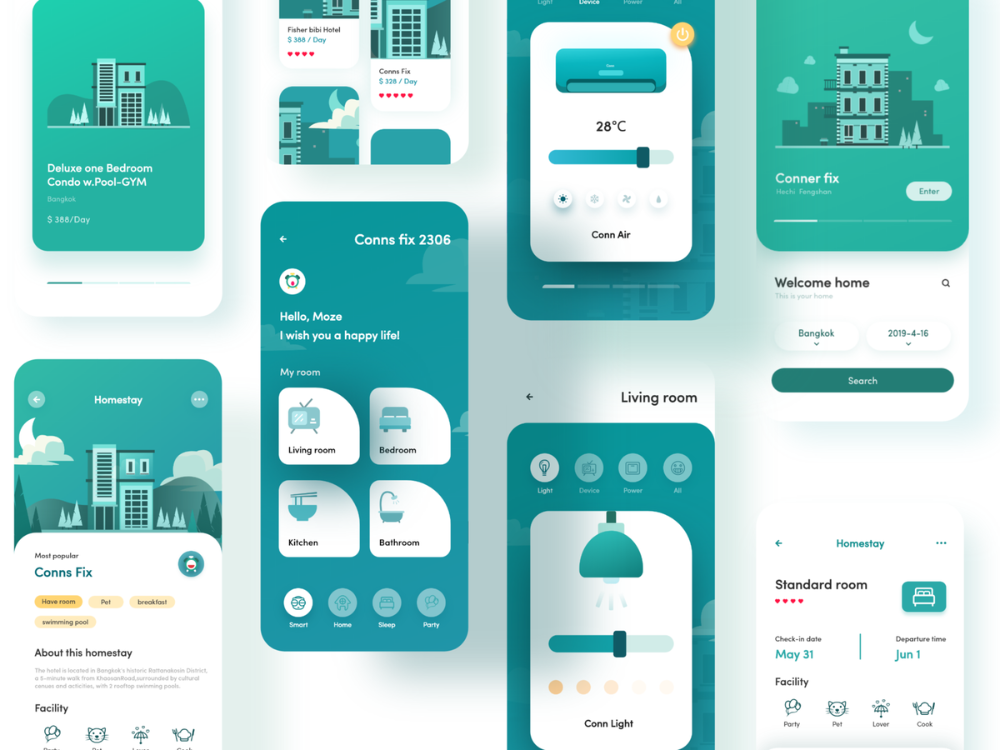 Deluxe one Bedroom
Condo w.Pool-GYM
Bangkok
$ 388/Day
Homestay
Most popular
Conns Fix
Have room
Pet
breakfast
swimming pool
About this homestay
The hotel is located in Bangkok's historic Rattanakosin District,
a 5-minute walk from KhaosanRoad,surrounded by cultural
venues and activities, with 2 rooftop swimming pools.
Facility
Party
Pet
Lover
Cook
Fisher bibi Hotel
$ 388 / Day
Conns Fix
$ 328 / Day
Conns fix 2306
Hello, Moze
I wish you a happy life!
My room
Living room
Bedroom
Kitchen
Bathroom
Smart
Home
Sleep
Party
Light
Device
Power
All
28°C
Conn Air
Living room
Light
Device
Power
All
Conn Light
Conner fix
Hechi Fengshan
Enter
Welcome home
This is your home
Bangkok
2019-4-16
Search
Homestay
Standard room
Check-in date
Departure time
May 31
Jun 1
Facility
Party
Pet
Lover
Cook